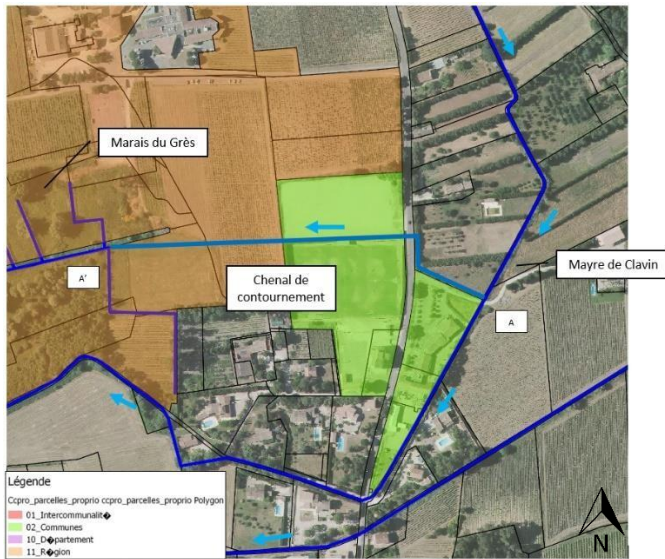 Marais du Grès
Mayre de Clavin
A'
Chenal de
contournement
A
Légende
Ccpro_parcelles_proprio ccpro_parcelles_proprio Polygon
01_Intercommunalit�
02_Communes
10_D�partement
11_R�gion
N